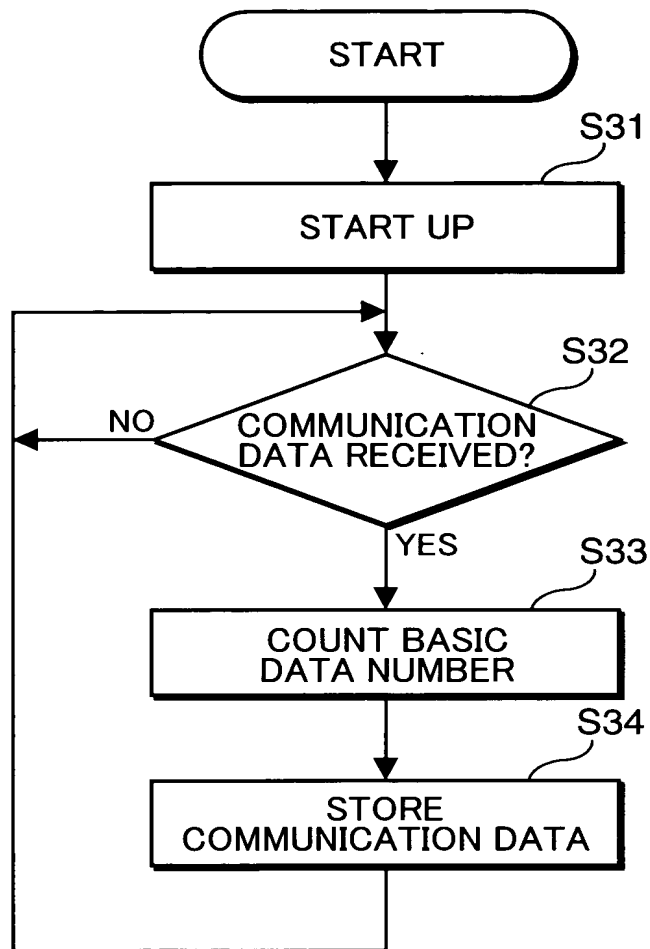 START
S31
START UP
S32
NO
COMMUNICATION
DATA RECEIVED?
YES
S33
COUNT BASIC
DATA NUMBER
S34
STORE
COMMUNICATION DATA